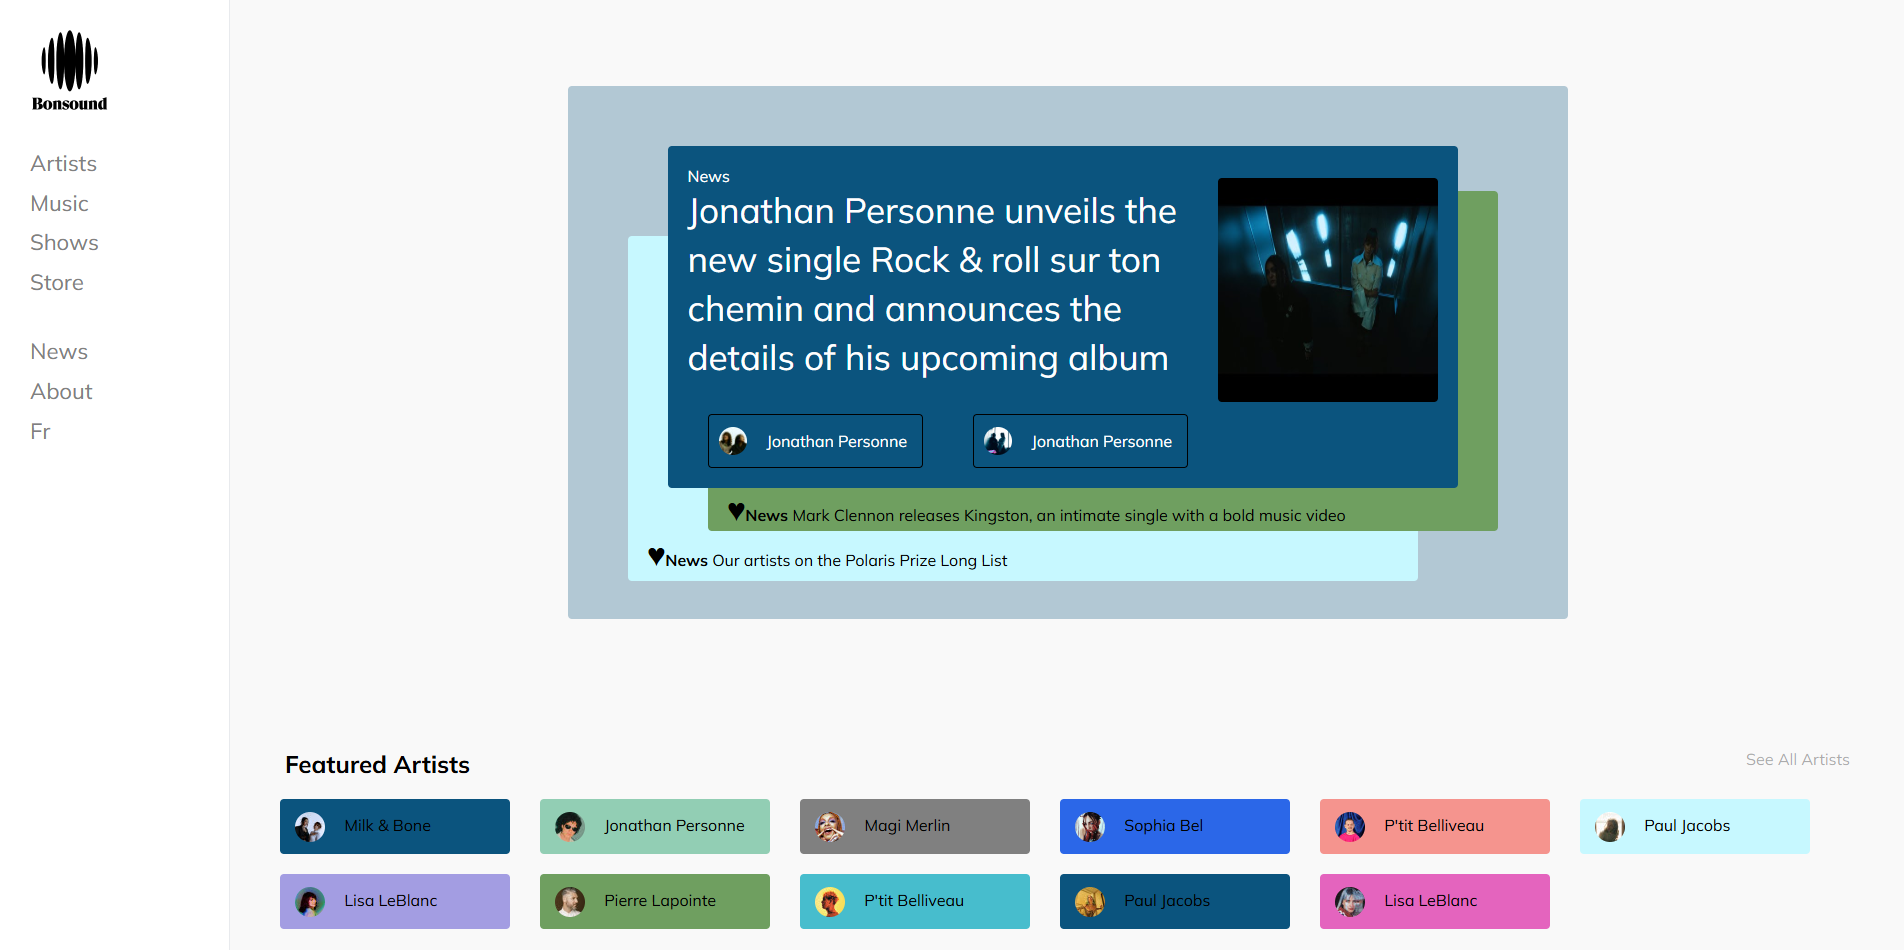 Bonsound
Artists
Music
Shows
Store
News
About
Fr
News
Jonathan Personne unveils the
new single Rock & roll sur ton
chemin and announces the
details of his upcoming album
Jonathan Personne
Jonathan Personne
♥News Mark Clennon releases Kingston, an intimate single with a bold music video
♥News Our artists on the Polaris Prize Long List
Featured Artists
See All Artists
Milk & Bone
Jonathan Personne
Magi Merlin
Sophia Bel
P'tit Belliveau
Paul Jacobs
Lisa LeBlanc
Pierre Lapointe
P'tit Belliveau
Paul Jacobs
Lisa LeBlanc